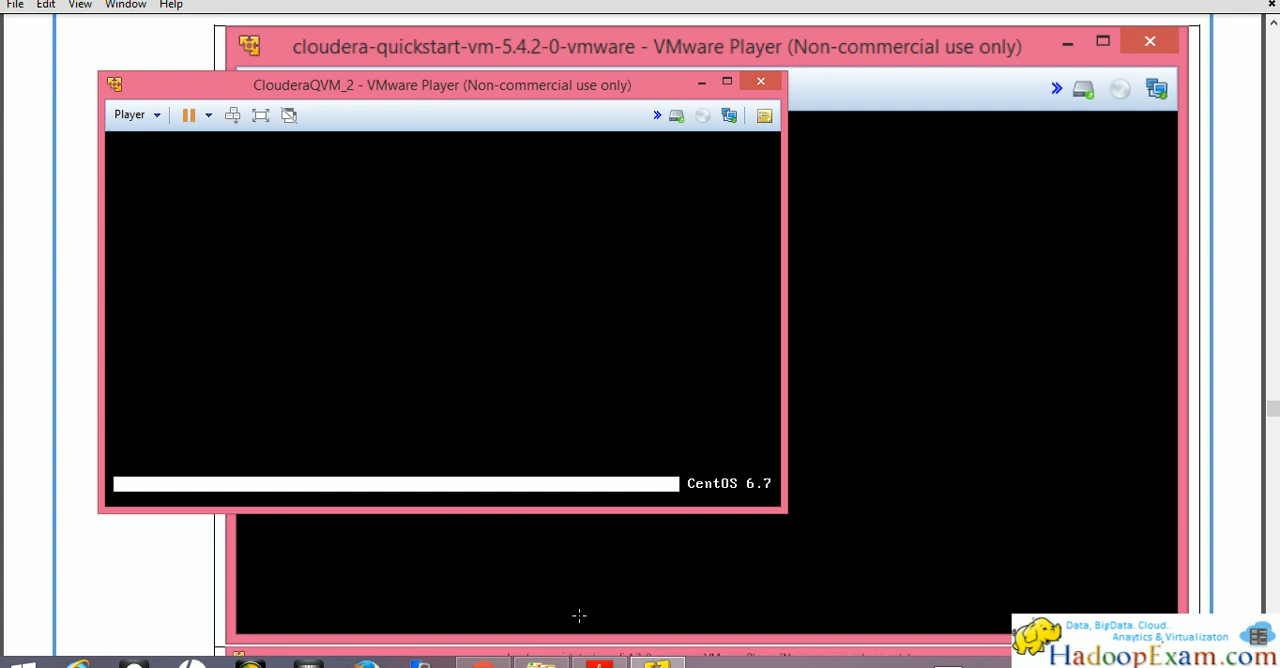 File Edit View Window Help
cloudera-quickstart-vm-5.4.2-0-vmware - VMware Player (Non-commercial use only)
ClouderaQVM_2 - VMware Player (Non-commercial use only)
Player
CentOS 6.7
Data, BigData. Cloud.
Anaytics & Virtualizaton
HadoopExam.com